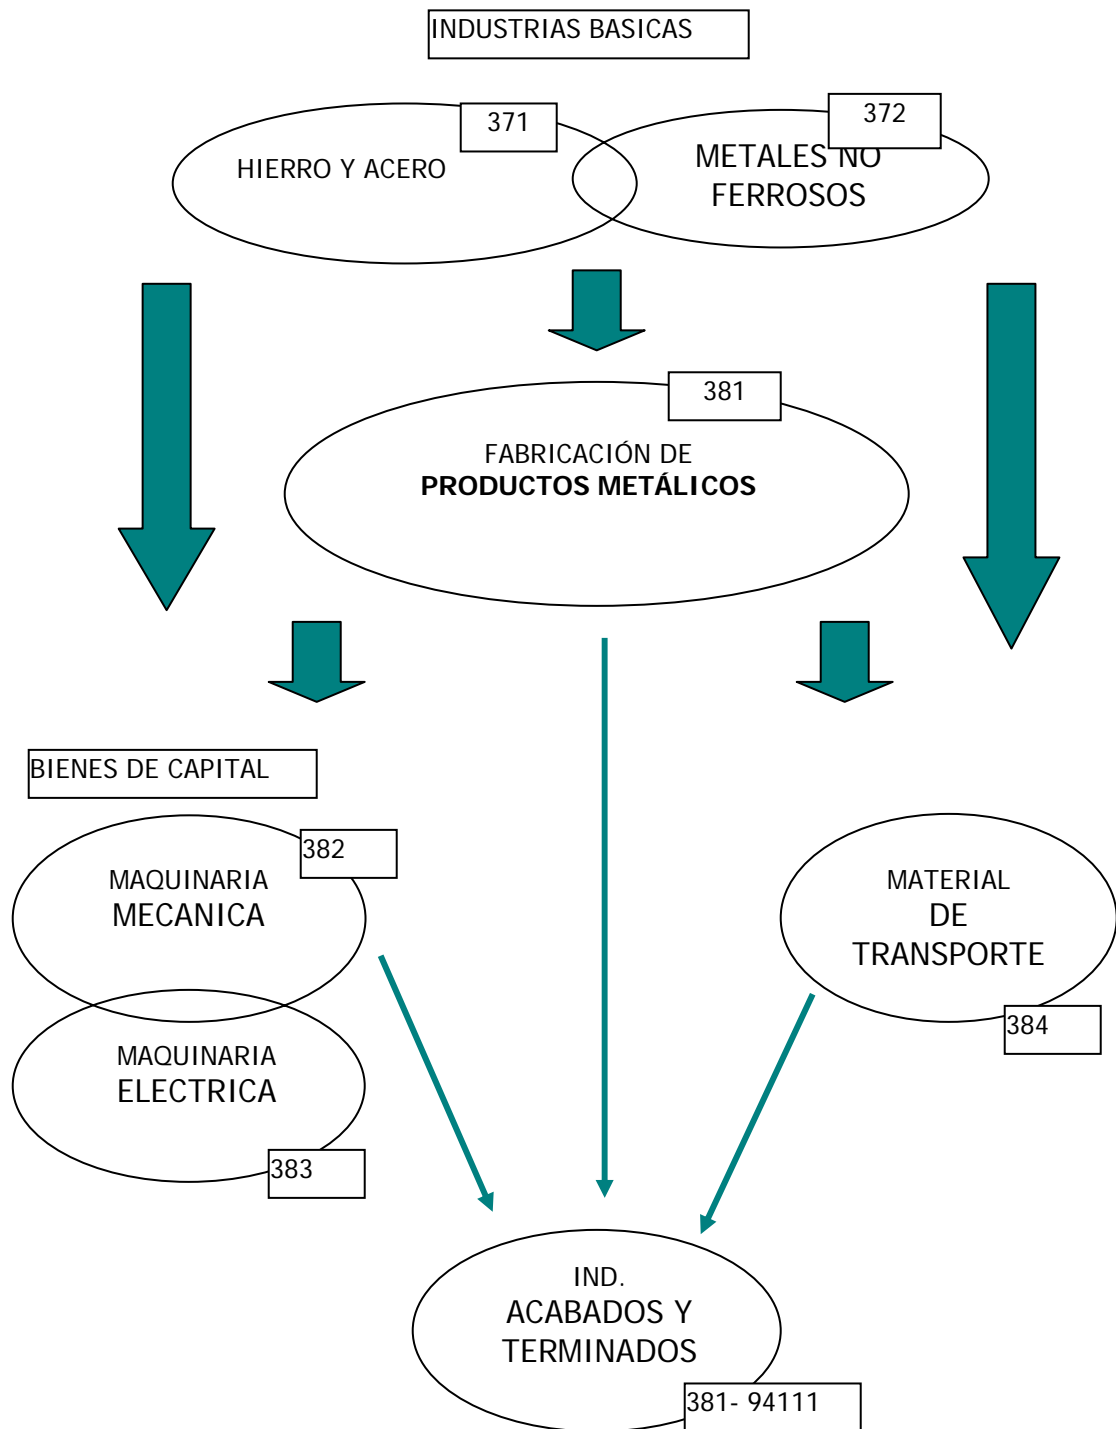 INDUSTRIAS BASICAS
371
372
HIERRO Y ACERO
METALES NO
FERROSOS
381
FABRICACIÓN DE
PRODUCTOS METÁLICOS
BIENES DE CAPITAL
382
MAQUINARIA
MECANICA
MATERIAL
DE
TRANSPORTE
384
MAQUINARIA
ELECTRICA
383
IND.
ACABADOS Y
TERMINADOS
381- 94111